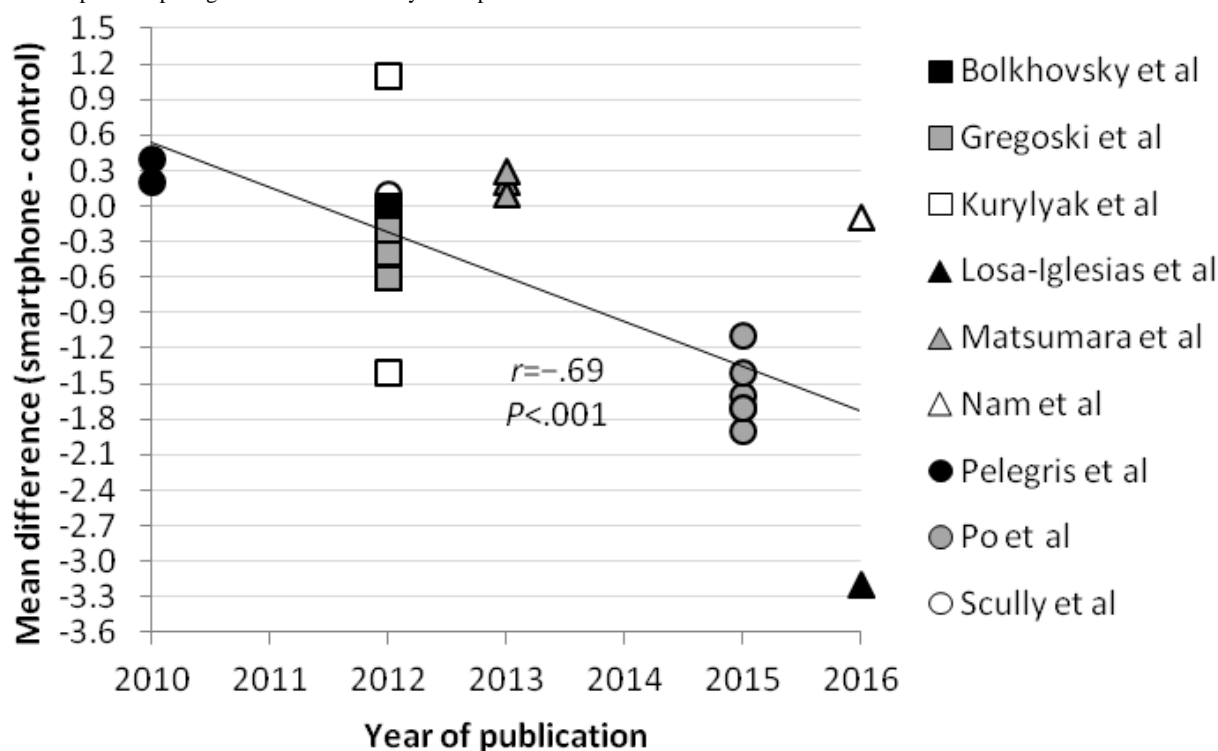 Mean difference (smartphone - control)
1.5
1.2
0.9
0.6
0.3
0.0
-0.3
-0.6
-0.9
-1.2
-1.5
-1.8
-2.1
-2.4
-2.7
-3.0
-3.3
-3.6
r=−.69
P<.001
2010 2011 2012 2013 2014 2015 2016
Year of publication
Bolkhovsky et al
Gregoski et al
Kurylyak et al
Losa-Iglesias et al
Matsumara et al
Nam et al
Pelegris et al
Po et al
Scully et al